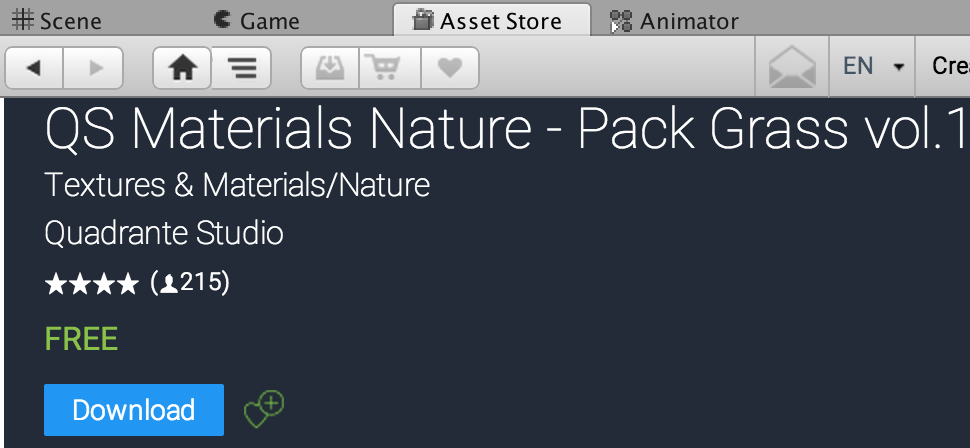 Scene Game Asset Store Animator
EN Crea
QS Materials Nature - Pack Grass vol.1
Textures & Materials/Nature
Quadrante Studio
★★★★ (215)
FREE
Download